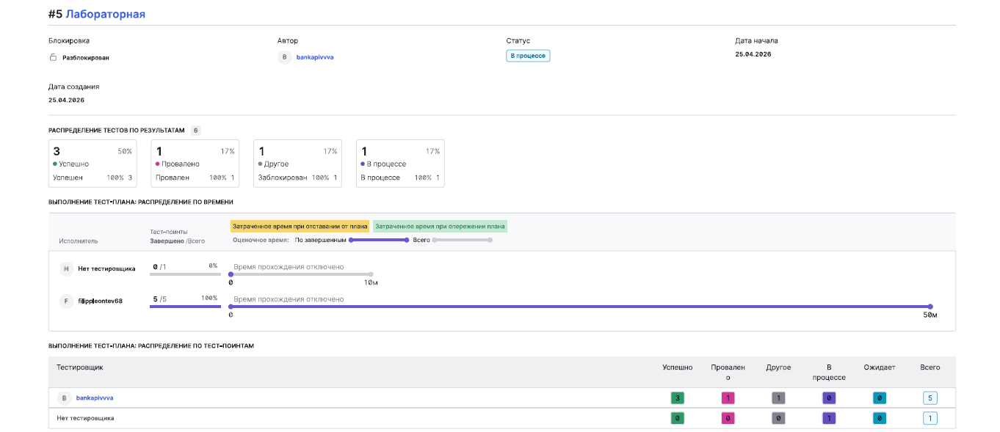 #5 Лабораторная
Блокировка Автор Статус Дата начала
Разблокирован B bankapivvva В процессе 25.04.2026
Дата создания
25.04.2026
РАСПРЕДЕЛЕНИЕ ТЕСТОВ ПО РЕЗУЛЬТАТАМ 6
3 50% 1 17% 1 17% 1 17%
Успешно Провалено Другое В процессе
Успешен 100% 3 Провален 100% 1 Заблокирован 100% 1 В процессе 100% 1
ВЫПОЛНЕНИЕ ТЕСТ-ПЛАНА: РАСПРЕДЕЛЕНИЕ ПО ВРЕМЕНИ
Затраченное время при отставании от плана Затраченное время при опережении плана
Тест-поинты
Исполнитель Завершено /Всего Оценочное время: По завершенным Всего
Н Нет тестировщика 0 /1 0% Время прохождения отключено
0 10м
F filippleontev68 5 /5 100% Время прохождения отключено
0 50м
ВЫПОЛНЕНИЕ ТЕСТ-ПЛАНА: РАСПРЕДЕЛЕНИЕ ПО ТЕСТ-ПОИНТАМ
Тестировщик Успешно Провален
о Другое В
процессе Ожидает Всего
B bankapivvva 3 1 1 0 0 5
Нет тестировщика 0 0 0 1 0 1